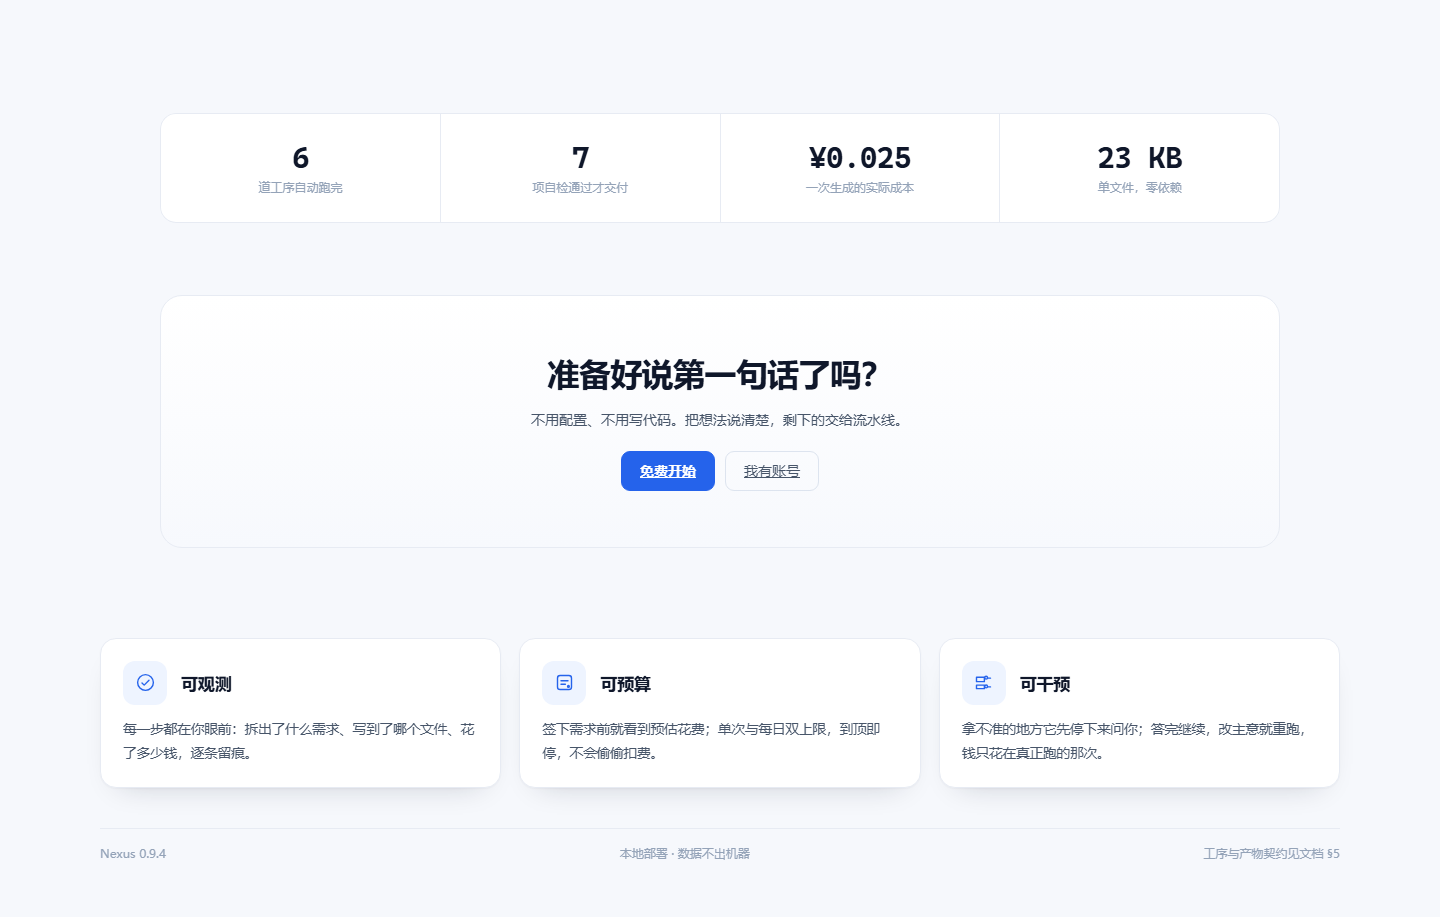 6
道工序自动跑完
7
项自检通过才交付
¥0.025
一次生成的实际成本
23 KB
单文件，零依赖
准备好说第一句话了吗？
不用配置、不用写代码。把想法说清楚，剩下的交给流水线。
免费开始
我有账号
可观测
每一步都在你眼前：拆出了什么需求、写到了哪个文件、花
了多少钱，逐条留痕。
可预算
签下需求前就看到预估花费；单次与每日双上限，到顶即
停，不会偷偷扣费。
可干预
拿不准的地方它先停下来问你；答完继续，改主意就重跑，
钱只花在真正跑的那次。
Nexus 0.9.4
本地部署 · 数据不出机器
工序与产物契约见文档 §5